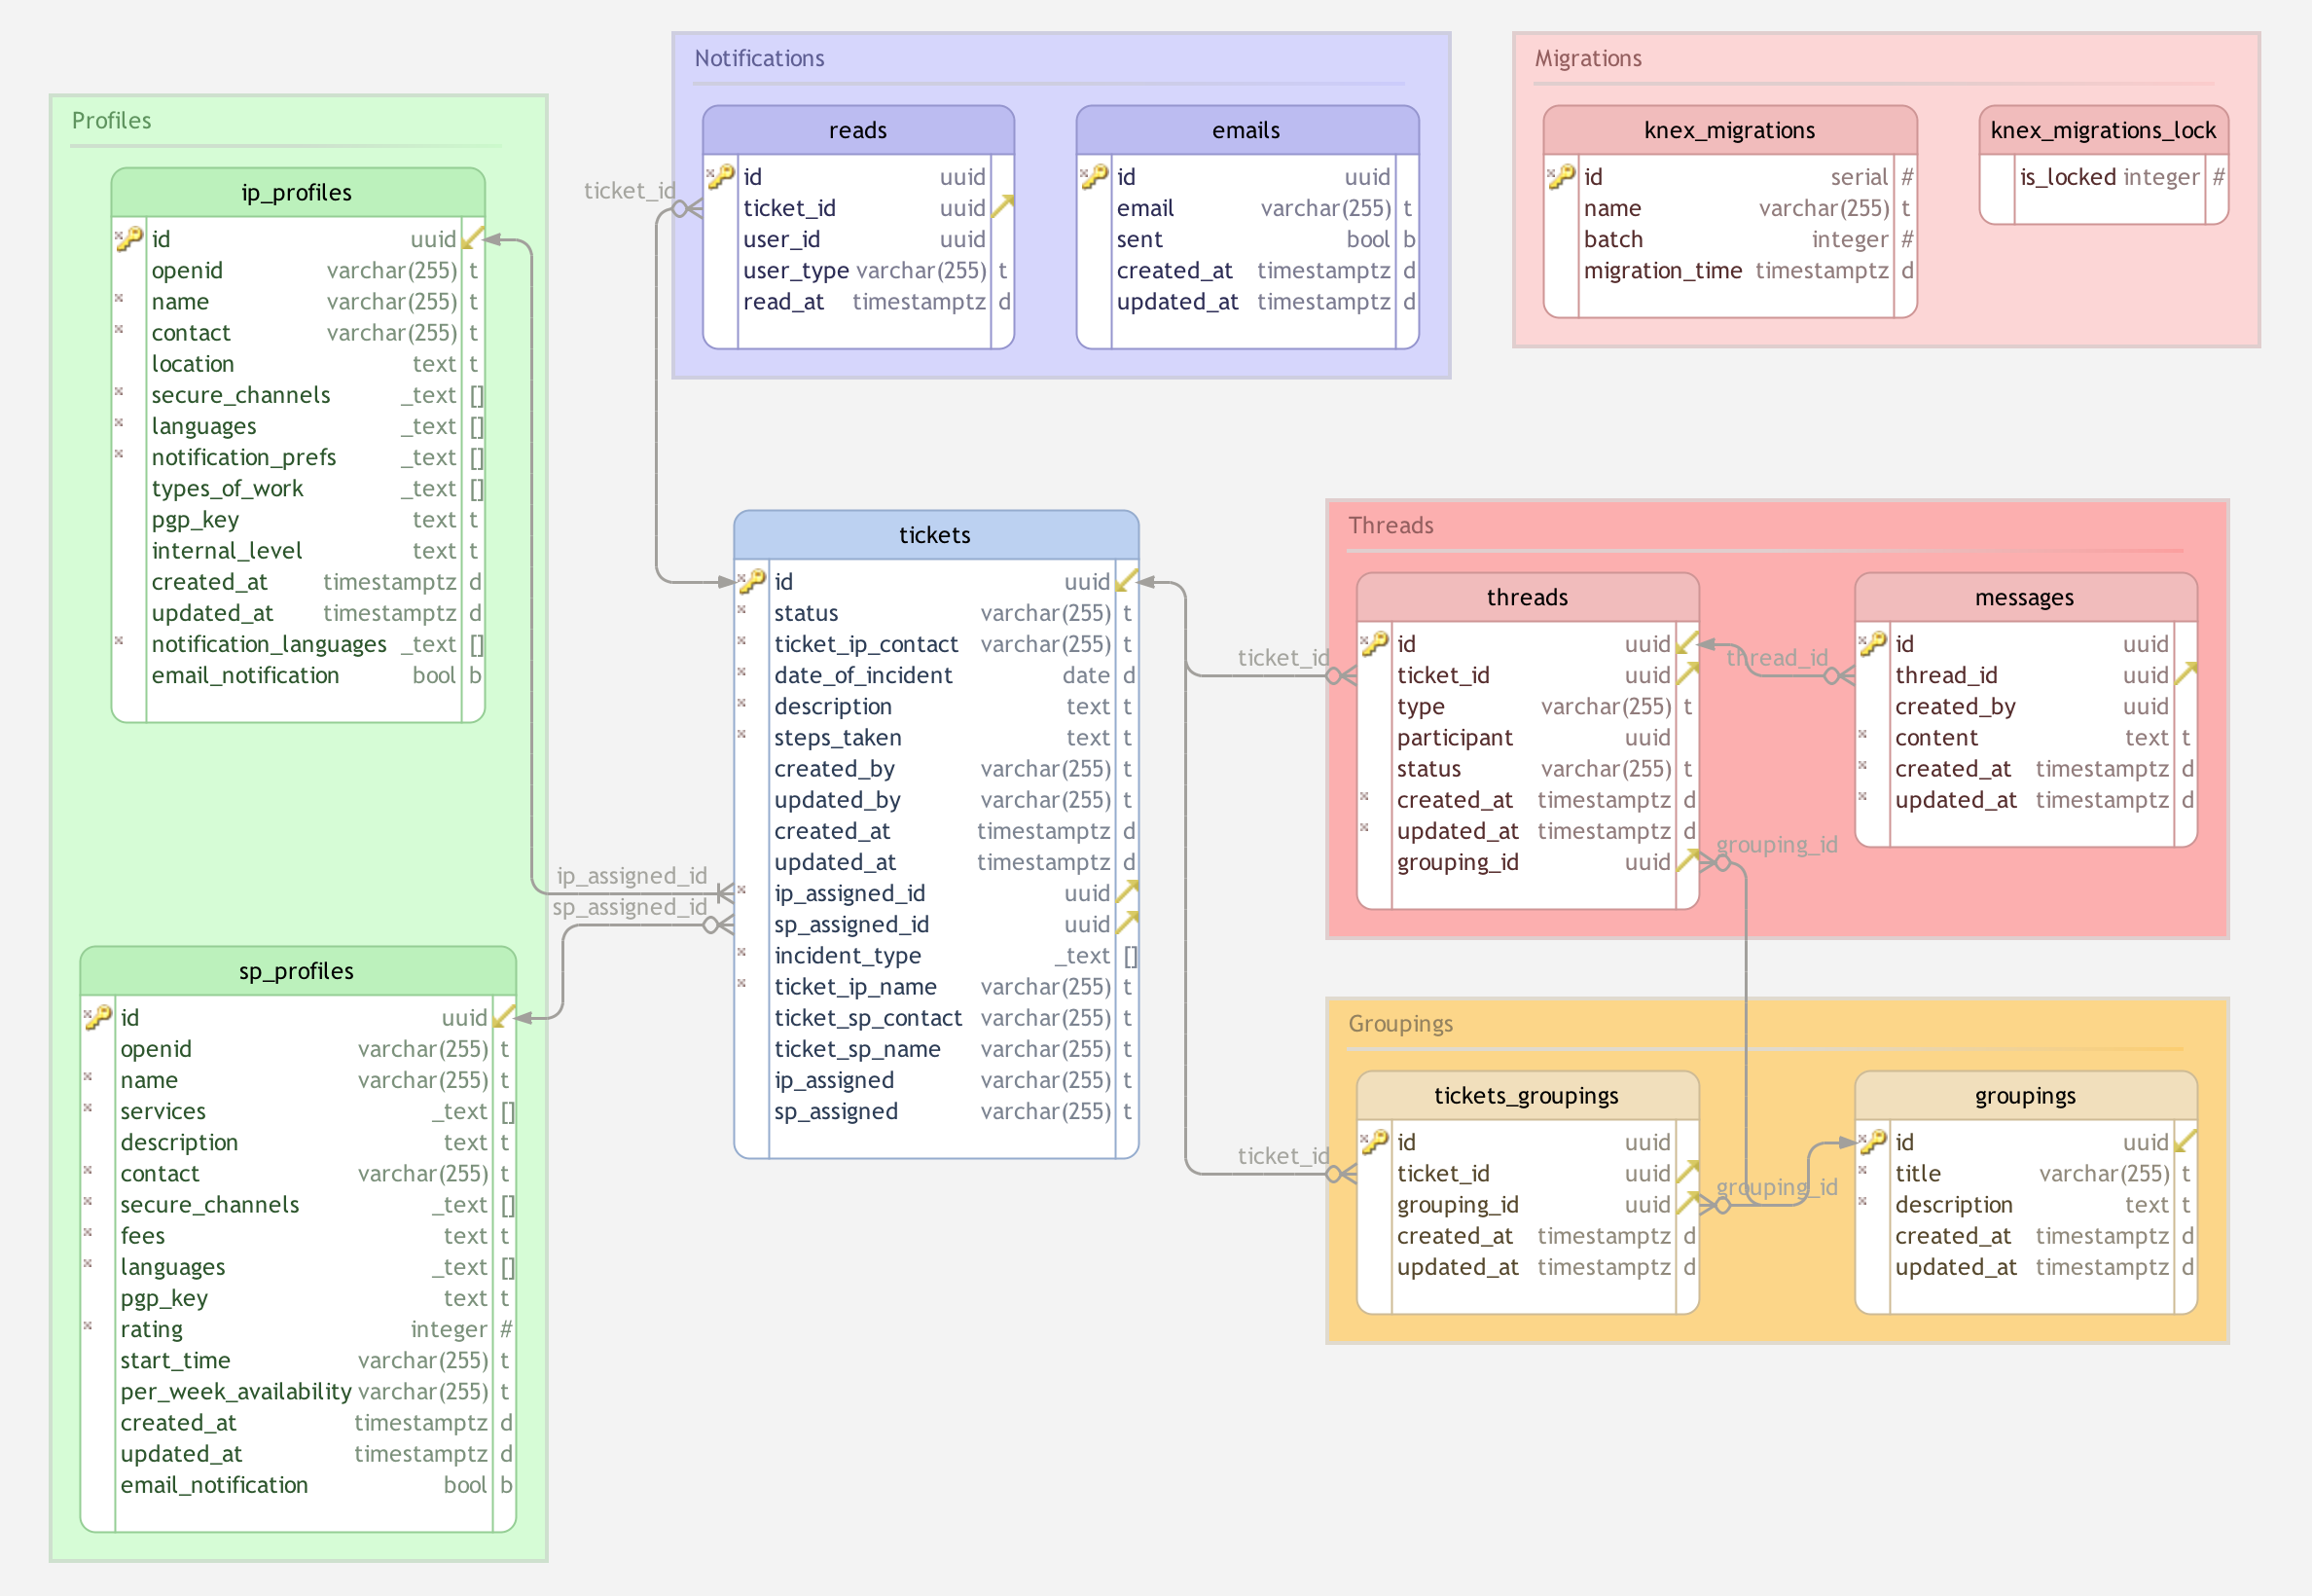 Notifications
reads
id uuid
ticket_id uuid
user_id uuid
user_type varchar(255) t
read_at timestamptz d
emails
id uuid
email varchar(255) t
sent bool b
created_at timestamptz d
updated_at timestamptz d
Migrations
knex_migrations
id serial #
name varchar(255) t
batch integer #
migration_time timestamptz d
knex_migrations_lock
is_locked integer #
Profiles
ip_profiles
id uuid
openid varchar(255) t
name varchar(255) t
contact varchar(255) t
location text t
secure_channels _text []
languages _text []
notification_prefs _text []
types_of_work _text []
pgp_key text t
internal_level text t
created_at timestamptz d
updated_at timestamptz d
notification_languages _text []
email_notification bool b
sp_profiles
id uuid
openid varchar(255) t
name varchar(255) t
services _text []
description text t
contact varchar(255) t
secure_channels _text []
fees text t
languages _text []
pgp_key text t
rating integer #
start_time varchar(255) t
per_week_availability varchar(255) t
created_at timestamptz d
updated_at timestamptz d
email_notification bool b
ticket_id
ip_assigned_id
sp_assigned_id
tickets
id uuid
status varchar(255) t
ticket_ip_contact varchar(255) t
date_of_incident date d
description text t
steps_taken text t
created_by varchar(255) t
updated_by varchar(255) t
created_at timestamptz d
updated_at timestamptz d
ip_assigned_id uuid
sp_assigned_id uuid
incident_type _text []
ticket_ip_name varchar(255) t
ticket_sp_contact varchar(255) t
ticket_sp_name varchar(255) t
ip_assigned varchar(255) t
sp_assigned varchar(255) t
ticket_id
ticket_id
Threads
threads
id uuid
ticket_id uuid
type varchar(255) t
participant uuid
status varchar(255) t
created_at timestamptz d
updated_at timestamptz d
grouping_id uuid
thread_id
grouping_id
messages
id uuid
thread_id uuid
created_by uuid
content text t
created_at timestamptz d
updated_at timestamptz d
Groupings
tickets_groupings
id uuid
ticket_id uuid
grouping_id uuid
created_at timestamptz d
updated_at timestamptz d
grouping_id
groupings
id uuid
title varchar(255) t
description text t
created_at timestamptz d
updated_at timestamptz d